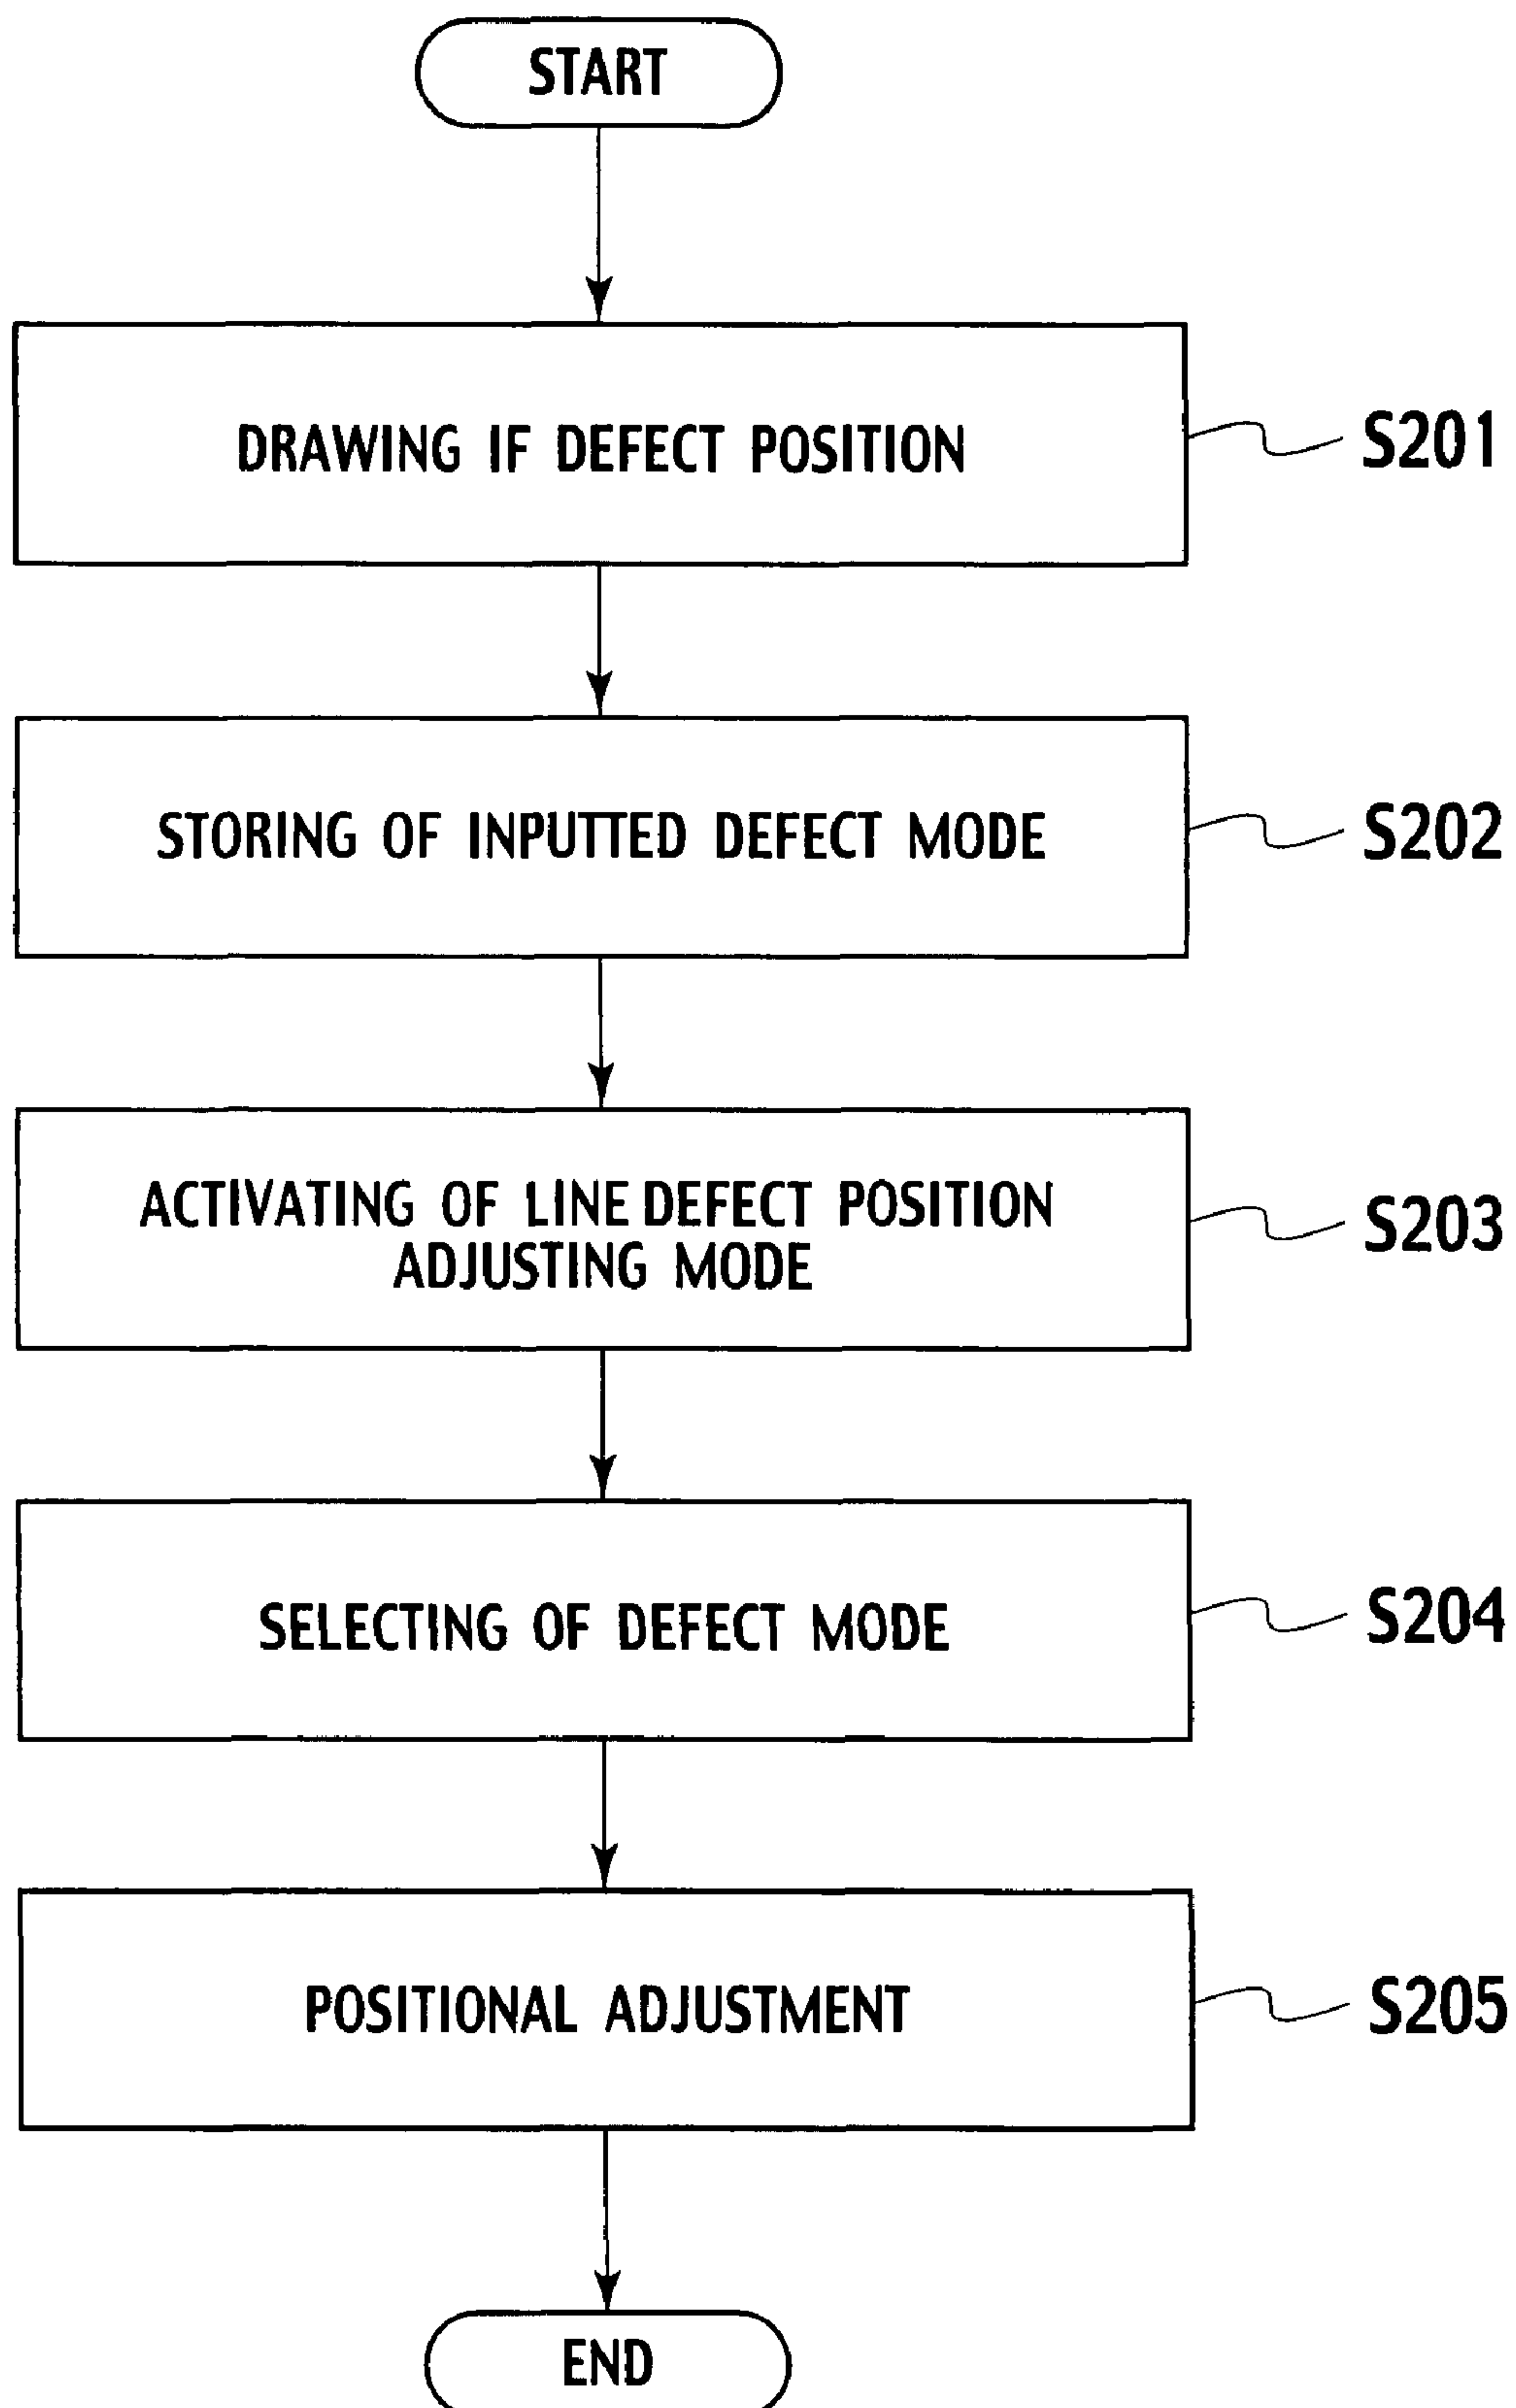 START
DRAWING IF DEFECT POSITION
S201
STORING OF INPUTTED DEFECT MODE
S202
ACTIVATING OF LINE DEFECT POSITION
ADJUSTING MODE
S203
SELECTING OF DEFECT MODE
S204
POSITIONAL ADJUSTMENT
S205
END